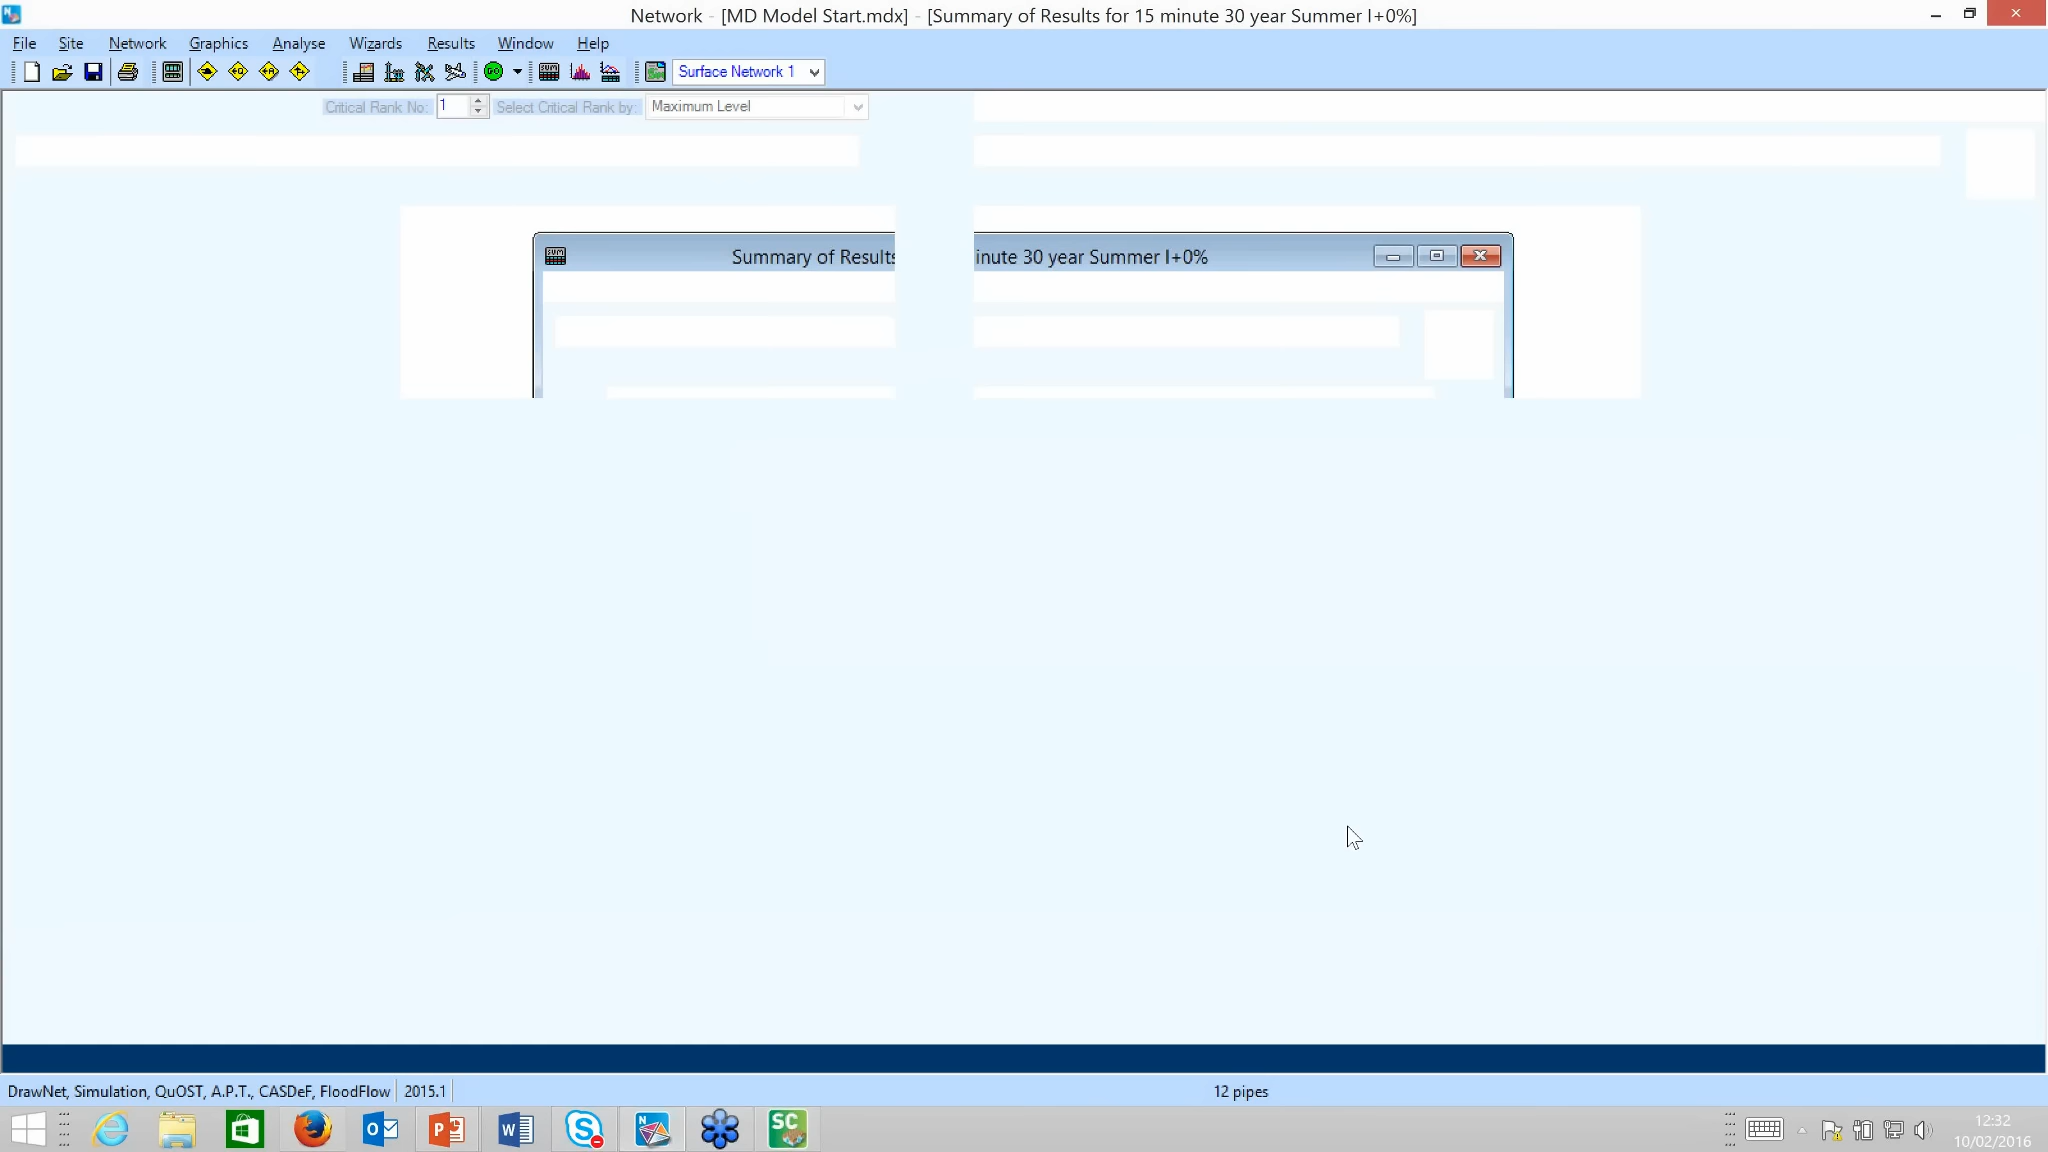 Network - [MD Model Start.mdx] - [Summary of Results for 15 minute 30 year Summer I+0%]
File Site Network Graphics Analyse Wizards Results Window Help
SUM Surface Network 1
Critical Rank No: 1 Select Critical Rank by: Maximum Level
SUM Summary of Results inute 30 year Summer I+0%
DrawNet, Simulation, QuOST, A.P.T., CASDeF, FloodFlow 2015.1 12 pipes
12:32
10/02/2016